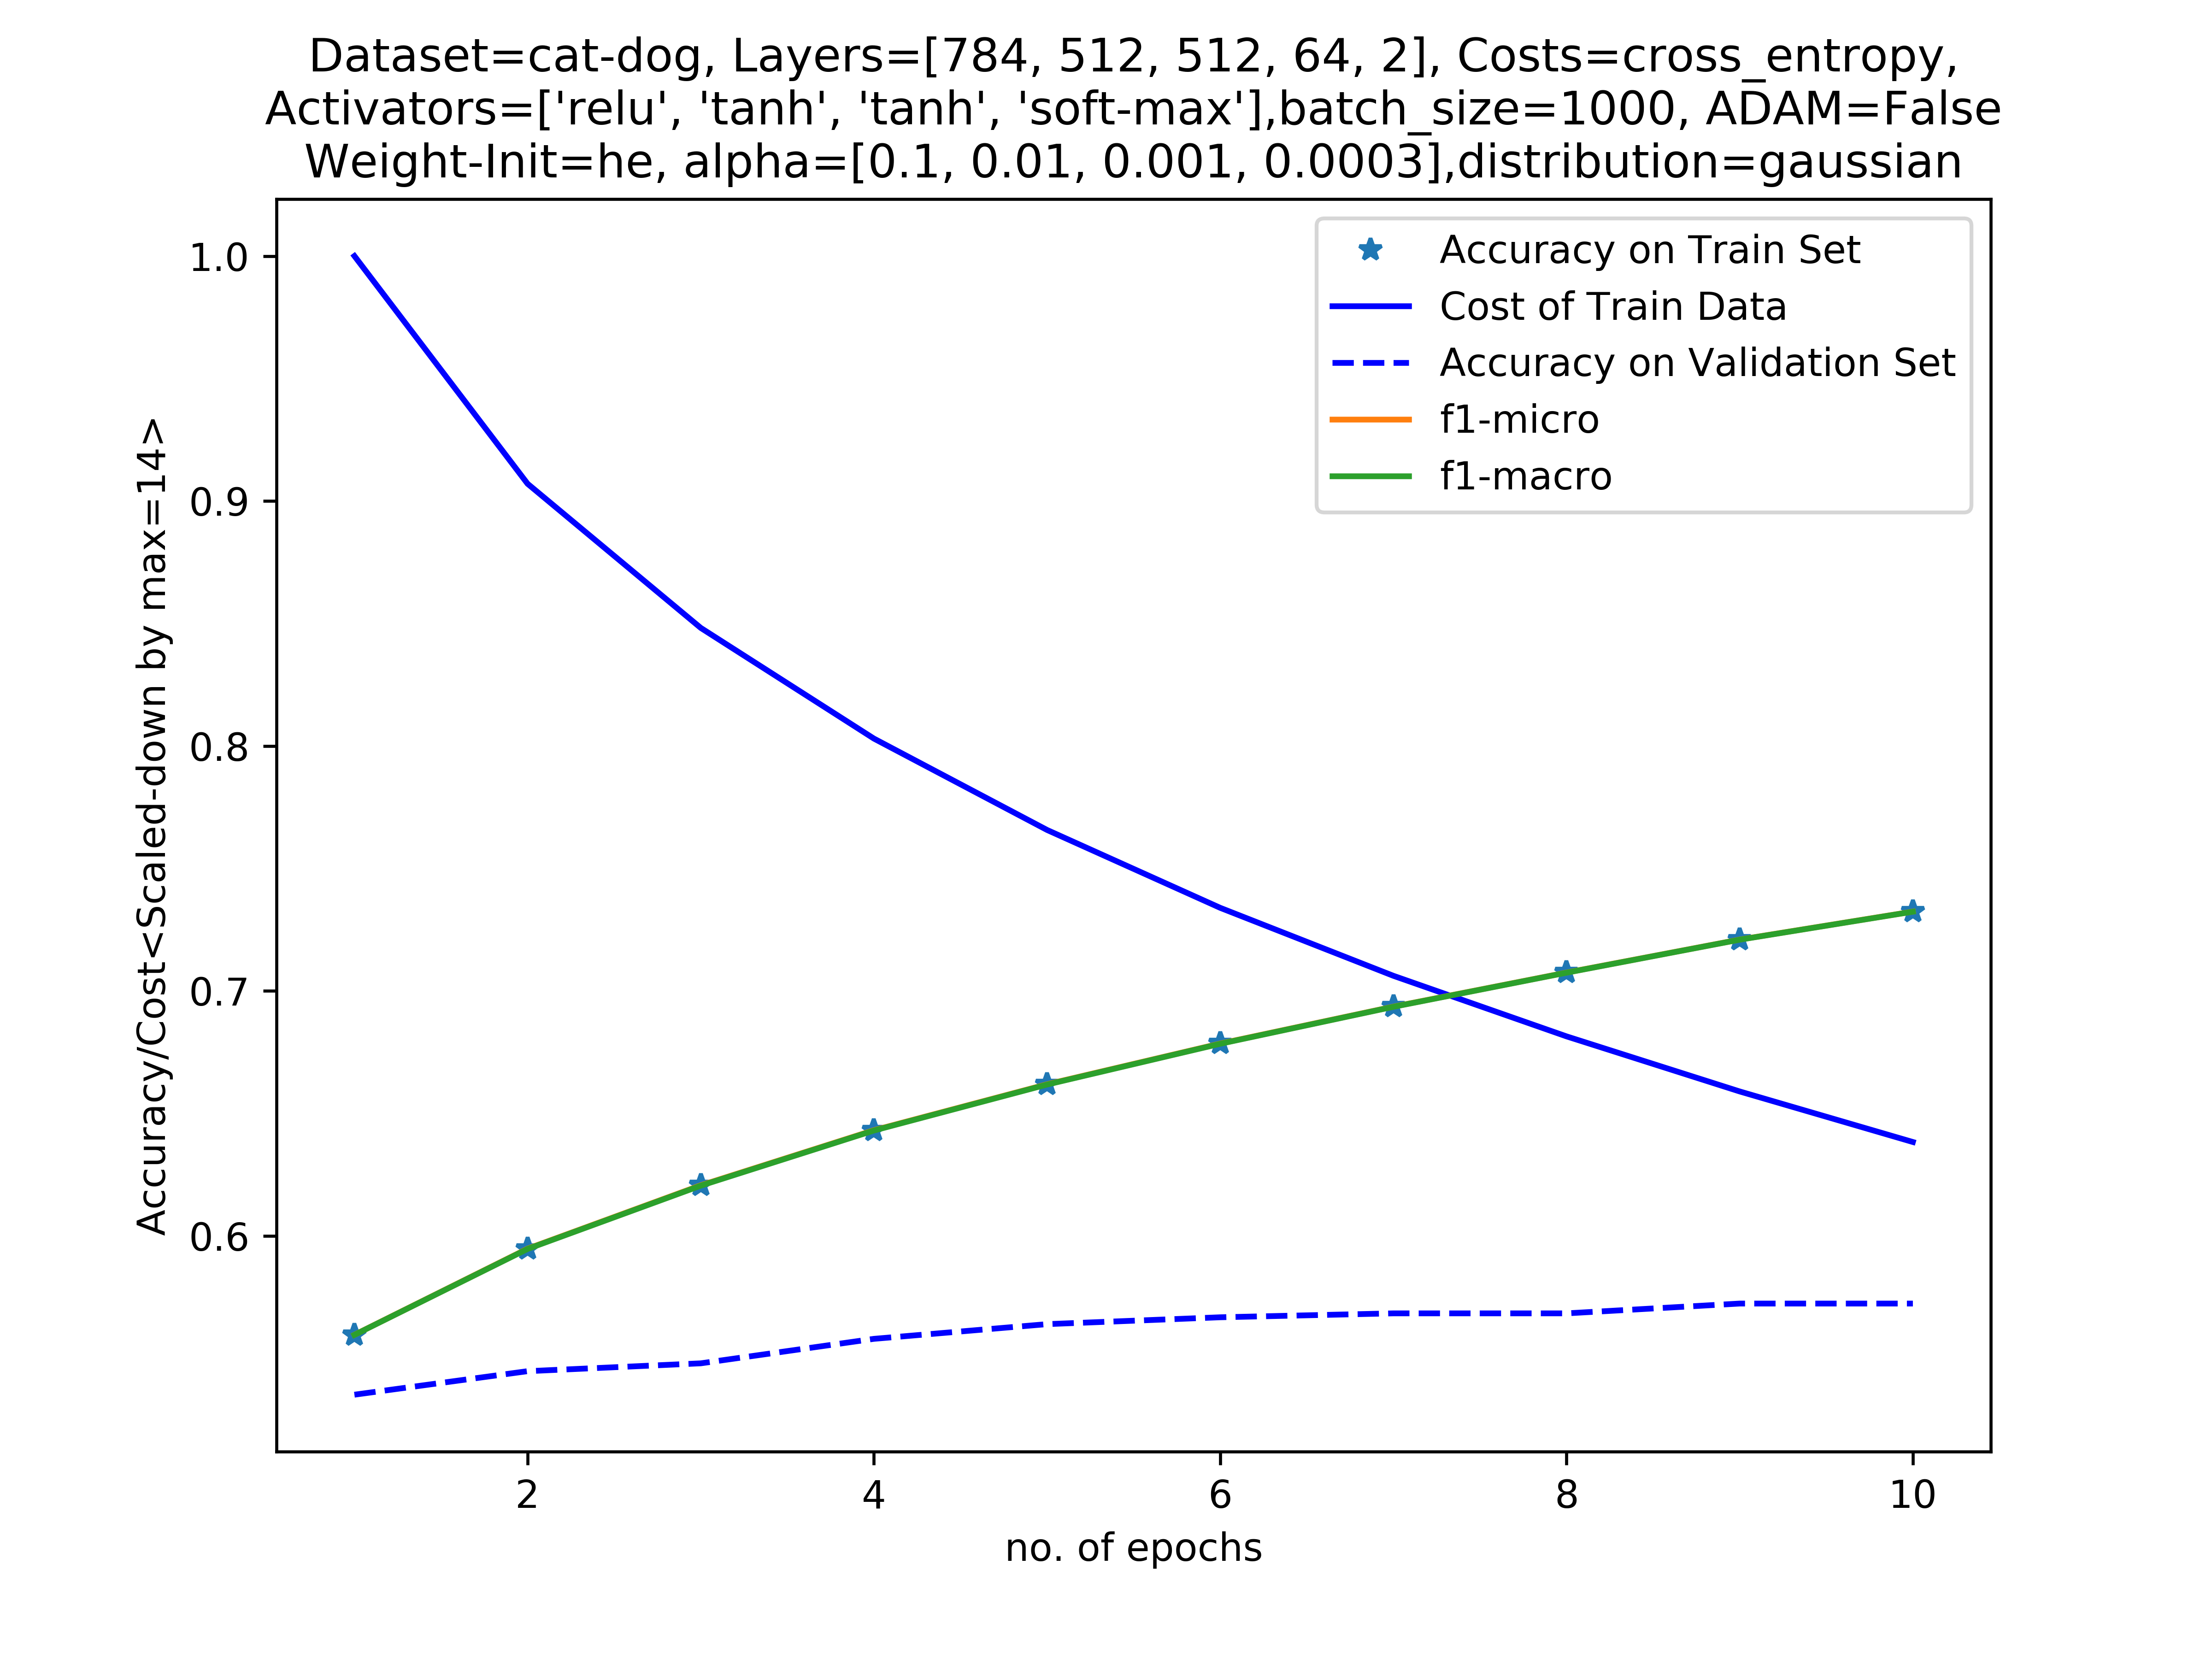 Dataset=cat-dog, Layers=[784, 512, 512, 64, 2], Costs=cross_entropy,
Activators=['relu', 'tanh', 'tanh', 'soft-max'],batch_size=1000, ADAM=False
Weight-Init=he, alpha=[0.1, 0.01, 0.001, 0.0003],distribution=gaussian
Accuracy on Train Set
Cost of Train Data
Accuracy on Validation Set
f1-micro
f1-macro
Accuracy/Cost<Scaled-down by max=14>
1.0
0.9
0.8
0.7
0.6
2 4 6 8 10
no. of epochs